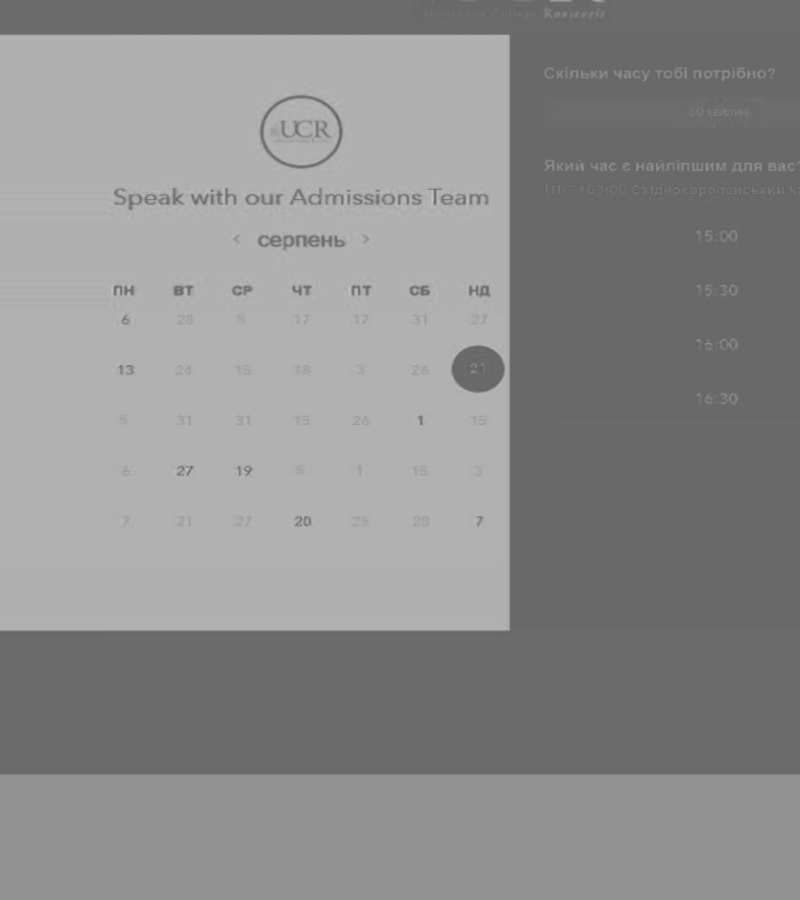 University College Roosevelt
UCR
Speak with our Admissions Team
< серпень >
ПН ВТ СР ЧТ ПТ СБ НД
6 28 5 17 17 31 27
13 24 15 18 3 26 21
5 31 31 15 26 1 15
6 27 19 5 1 15 3
7 21 27 20 25 28 7
Скільки часу тобі потрібно?
30 хвилин
Який час є найліпшим для вас?
UTC +03:00 Східноєвропейський
15:00
15:30
16:00
16:30